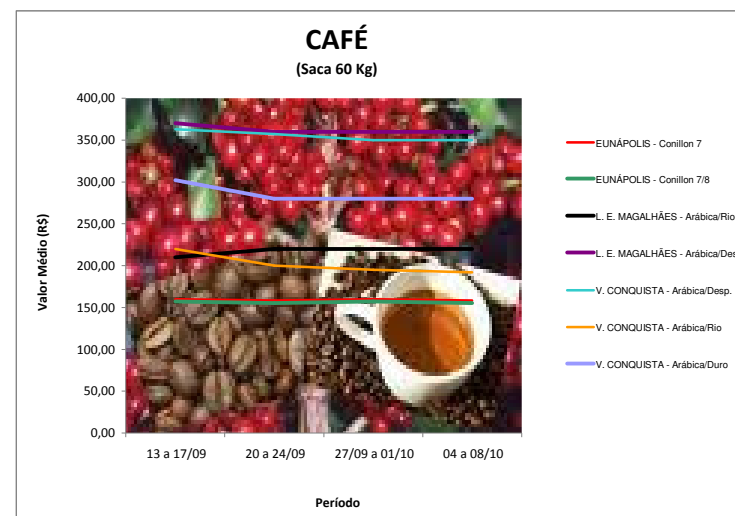 CAFÉ
(Saca 60 Kg)
400,00
350,00
300,00
250,00
200,00
150,00
100,00
50,00
0,00
Valor Médio (R$)
13 a 17/09
20 a 24/09
27/09 a 01/10
04 a 08/10
Período
EUNÁPOLIS - Conillon 7
EUNÁPOLIS - Conillon 7/8
L. E. MAGALHÃES - Arábica/Rio
L. E. MAGALHÃES - Arábica/Des
V. CONQUISTA - Arábica/Desp.
V. CONQUISTA - Arábica/Rio
V. CONQUISTA - Arábica/Duro